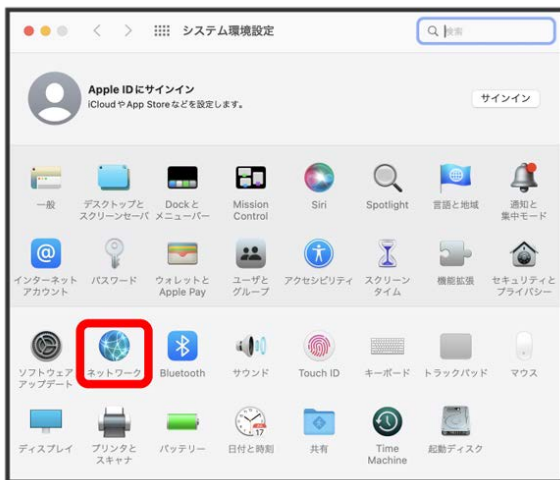 システム環境設定
検索
Apple IDにサインイン
iCloudやApp Storeなどを設定します。
サインイン
一般
デスクトップと
スクリーンセーバ
Dockと
メニューバー
Mission
Control
Siri
Spotlight
言語と地域
通知と
集中モード
インターネット
アカウント
パスワード
ウォレットと
Apple Pay
ユーザと
グループ
アクセシビリティ
スクリーン
タイム
機能拡張
セキュリティと
プライバシー
ソフトウェア
アップデート
ネットワーク
Bluetooth
サウンド
Touch ID
キーボード
トラックパッド
マウス
ディスプレイ
プリンタと
スキャナ
バッテリー
17
日付と時刻
共有
Time
Machine
起動ディスク